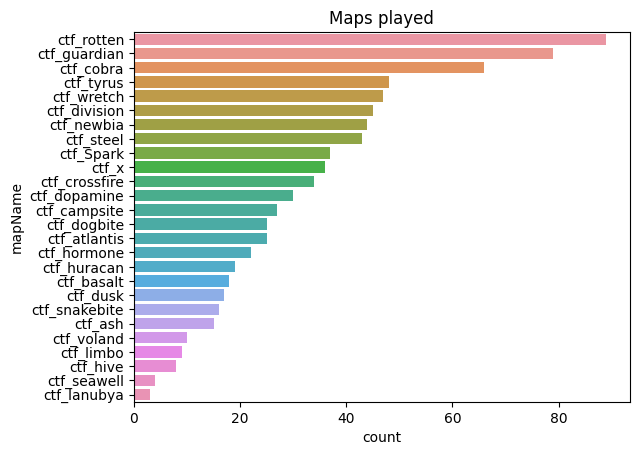 Maps played
mapName
ctf_rotten
ctf_guardian
ctf_cobra
ctf_tyrus
ctf_wretch
ctf_division
ctf_newbia
ctf_steel
ctf_Spark
ctf_x
ctf_crossfire
ctf_dopamine
ctf_campsite
ctf_dogbite
ctf_atlantis
ctf_hormone
ctf_huracan
ctf_basalt
ctf_dusk
ctf_snakebite
ctf_ash
ctf_voland
ctf_limbo
ctf_hive
ctf_seawell
ctf_lanubya
0 20 40 60 80
count